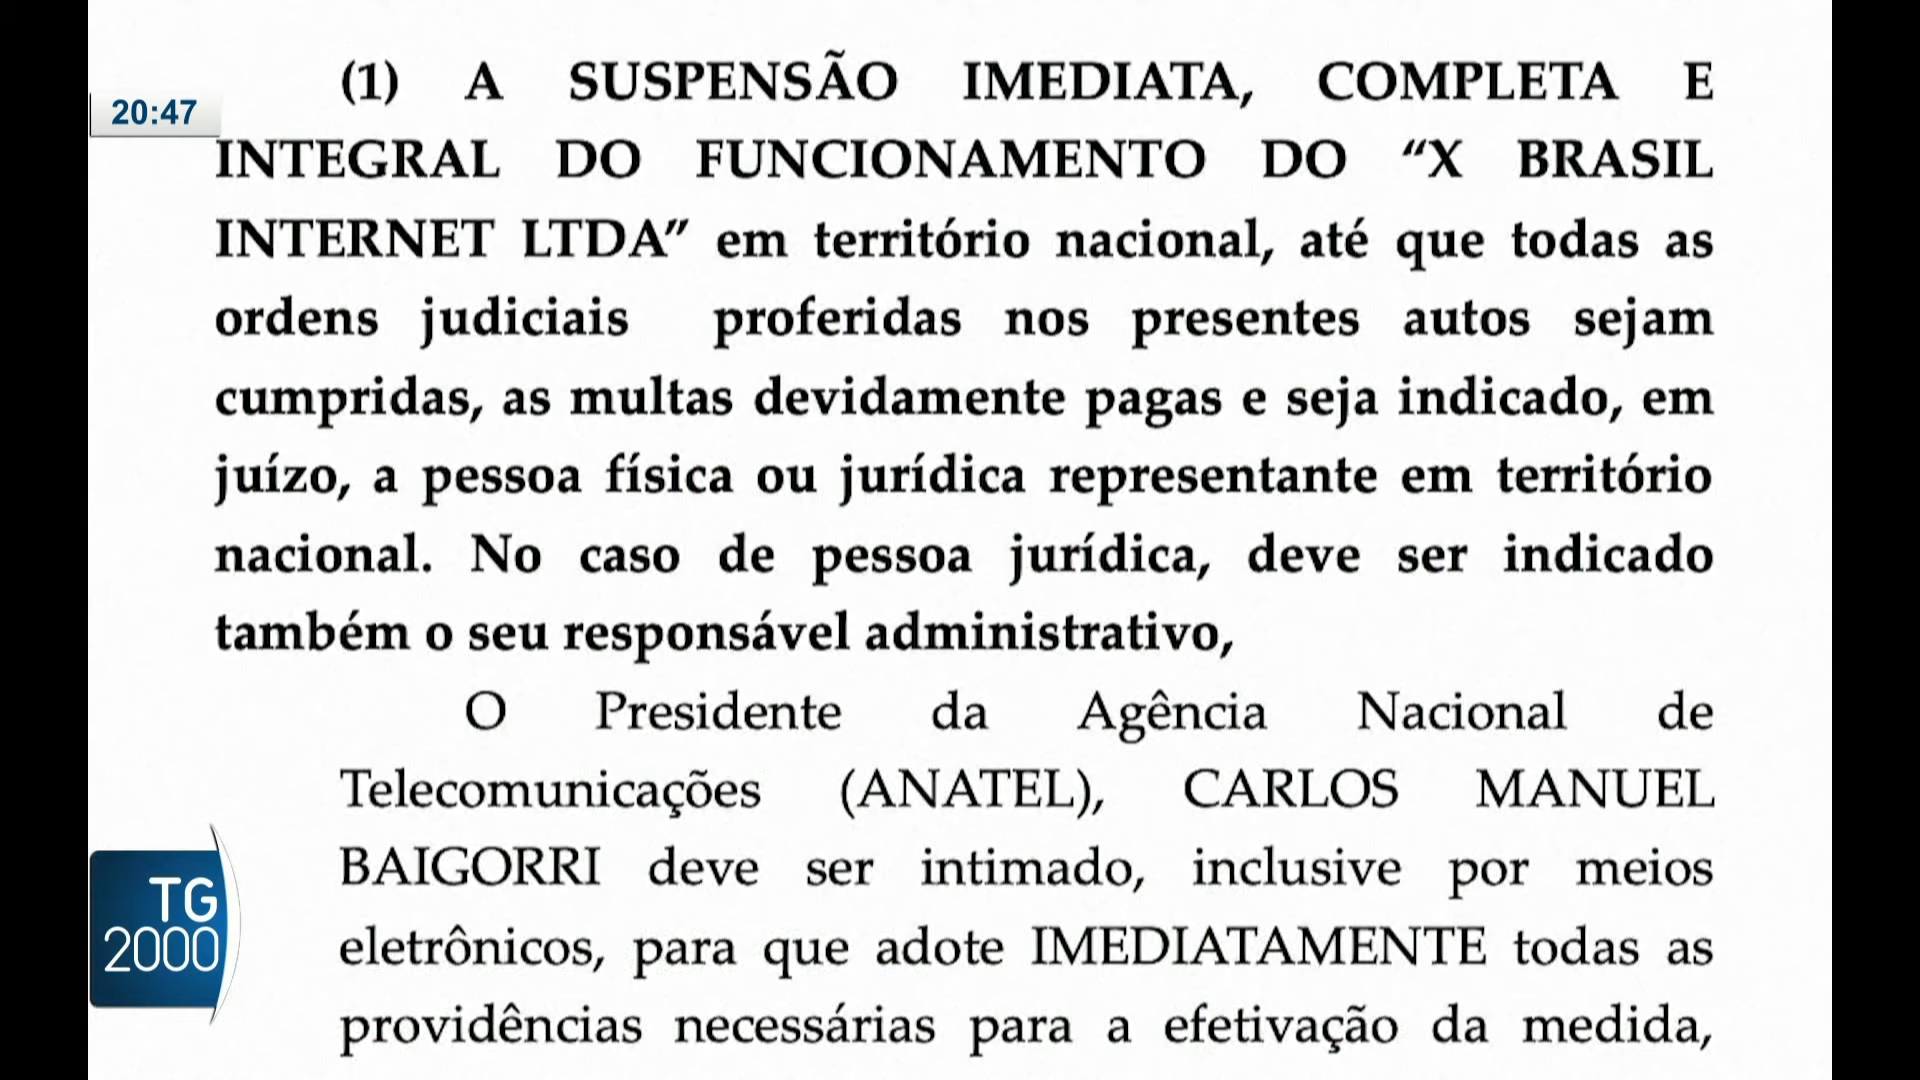 (1) A SUSPENSÃO IMEDIATA, COMPLETA E
20:47
INTEGRAL DO FUNCIONAMENTO DO “X BRASIL
INTERNET LTDA” em território nacional, até que todas as
ordens judiciais proferidas nos presentes autos sejam
cumpridas, as multas devidamente pagas e seja indicado, em
juízo, a pessoa física ou jurídica representante em território
nacional. No caso de pessoa jurídica, deve ser indicado
também o seu responsável administrativo,
O Presidente da Agência Nacional de
Telecomunicações (ANATEL), CARLOS MANUEL
BAIGORRI deve ser intimado, inclusive por meios
eletrônicos, para que adote IMEDIATAMENTE todas as
providências necessárias para a efetivação da medida,
TG
2000